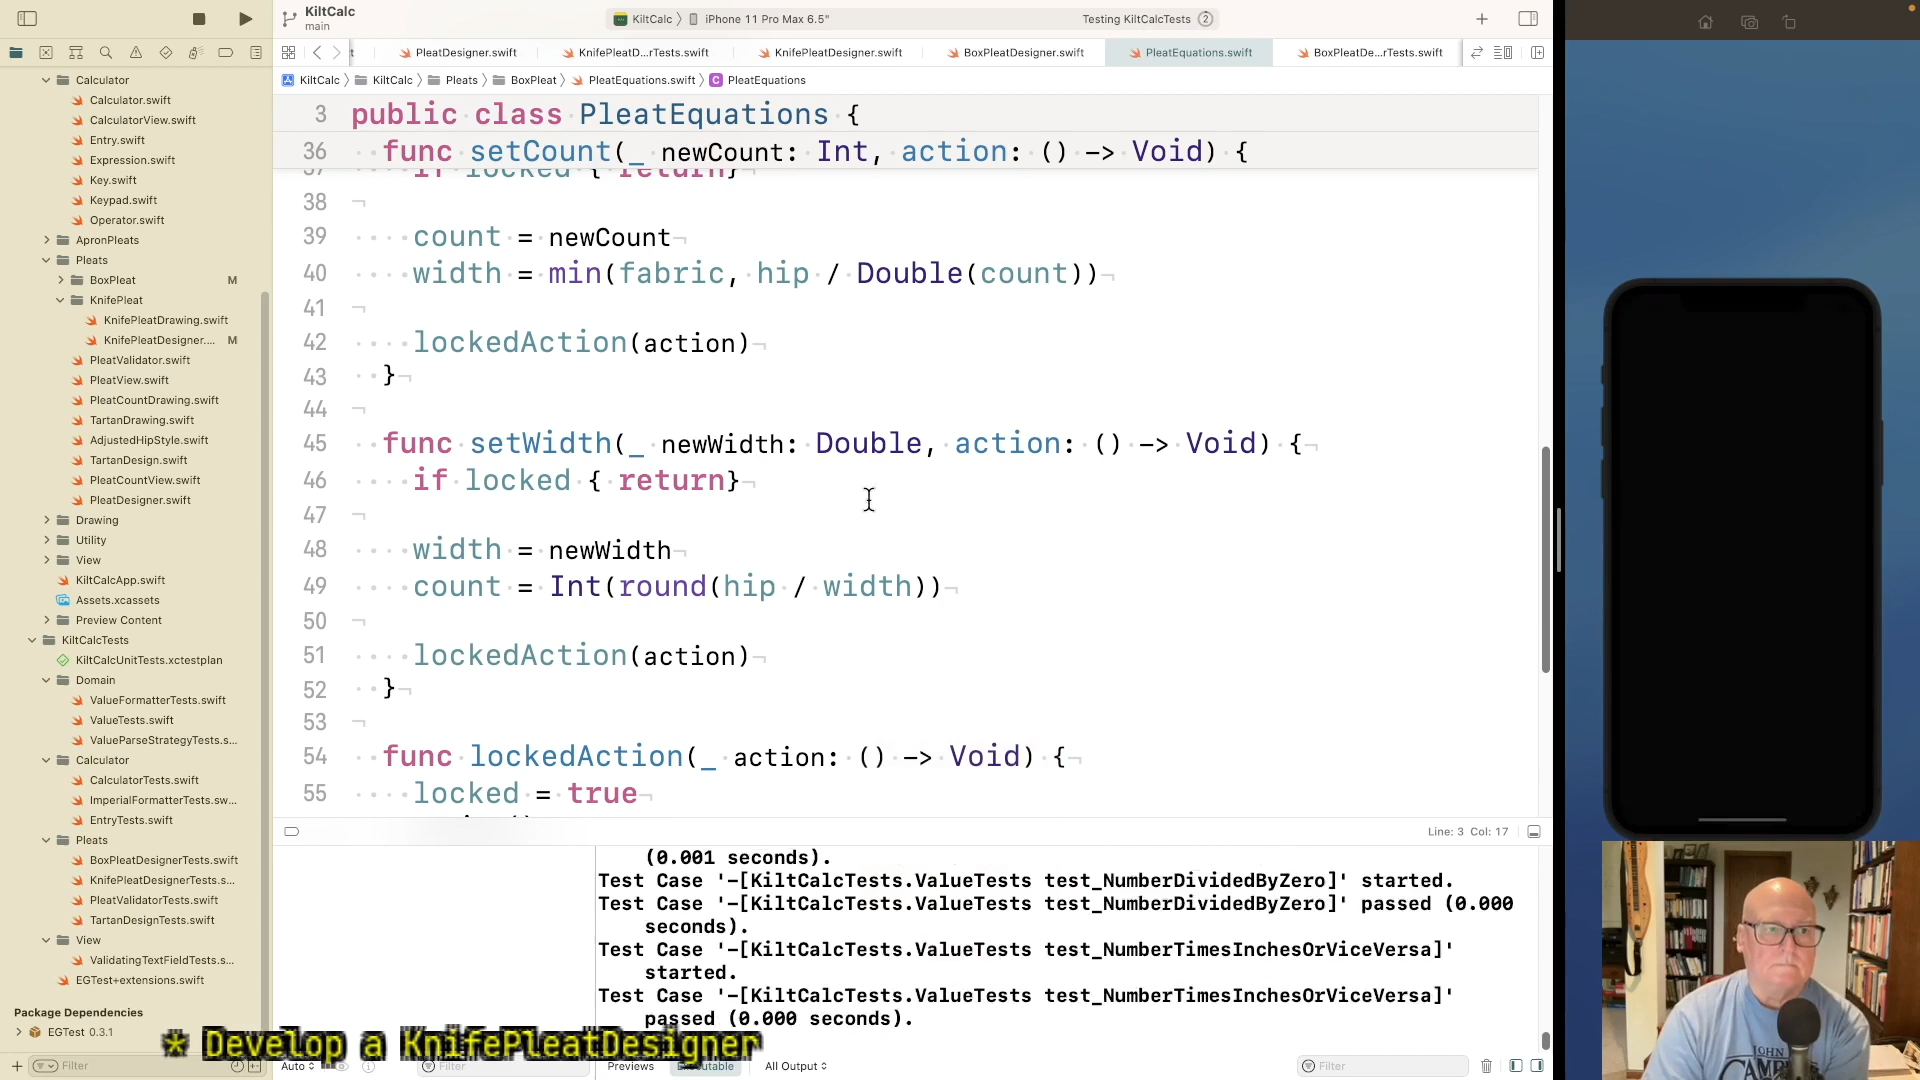 KiltCalc
main
KiltCalc 〉 iPhone 11 Pro Max 6.5"
Testing KiltCalcTests 2
t PleatDesigner.swift KnifePleatD...rTests.swift KnifePleatDesigner.swift BoxPleatDesigner.swift PleatEquations.swift BoxPleatDe...rTests.swift
KiltCalc 〉 KiltCalc 〉 Pleats 〉 BoxPleat 〉 PleatEquations.swift 〉 C PleatEquations
Calculator
Calculator.swift
CalculatorView.swift
Entry.swift
Expression.swift
Key.swift
Keypad.swift
Operator.swift
ApronPleats
Pleats
BoxPleat M
KnifePleat
KnifePleatDrawing.swift
KnifePleatDesigner.... M
PleatValidator.swift
PleatView.swift
PleatCountDrawing.swift
TartanDrawing.swift
AdjustedHipStyle.swift
TartanDesign.swift
PleatCountView.swift
PleatDesigner.swift
Drawing
Utility
View
KiltCalcApp.swift
Assets.xcassets
Preview Content
KiltCalcTests
KiltCalcUnitTests.xctestplan
Domain
ValueFormatterTests.swift
ValueTests.swift
ValueParseStrategyTests.s...
Calculator
CalculatorTests.swift
ImperialFormatterTests.sw...
EntryTests.swift
Pleats
BoxPleatDesignerTests.swift
KnifePleatDesignerTests.s...
PleatValidatorTests.swift
TartanDesignTests.swift
View
ValidatingTextFieldTests.s...
EGTest+extensions.swift
Package Dependencies
EGTest 0.3.1
Filter
3 public class PleatEquations {
36 func setCount(_ newCount: Int, action: () -> Void) {
37 if locked { return}
38
39 count = newCount
40 width = min(fabric, hip / Double(count))
41
42 lockedAction(action)
43 }
44
45 func setWidth(_ newWidth: Double, action: () -> Void) {
46 if locked { return}
47
48 width = newWidth
49 count = Int(round(hip / width))
50
51 lockedAction(action)
52 }
53
54 func lockedAction(_ action: () -> Void) {
55 locked = true
Line: 3 Col: 17
(0.001 seconds).
Test Case '-[KiltCalcTests.ValueTests test_NumberDividedByZero]' started.
Test Case '-[KiltCalcTests.ValueTests test_NumberDividedByZero]' passed (0.000
seconds).
Test Case '-[KiltCalcTests.ValueTests test_NumberTimesInchesOrViceVersa]'
started.
Test Case '-[KiltCalcTests.ValueTests test_NumberTimesInchesOrViceVersa]'
passed (0.000 seconds).
* Develop a KnifePleatDesigner
Auto Filter Previews Executable All Output Filter
JOHN